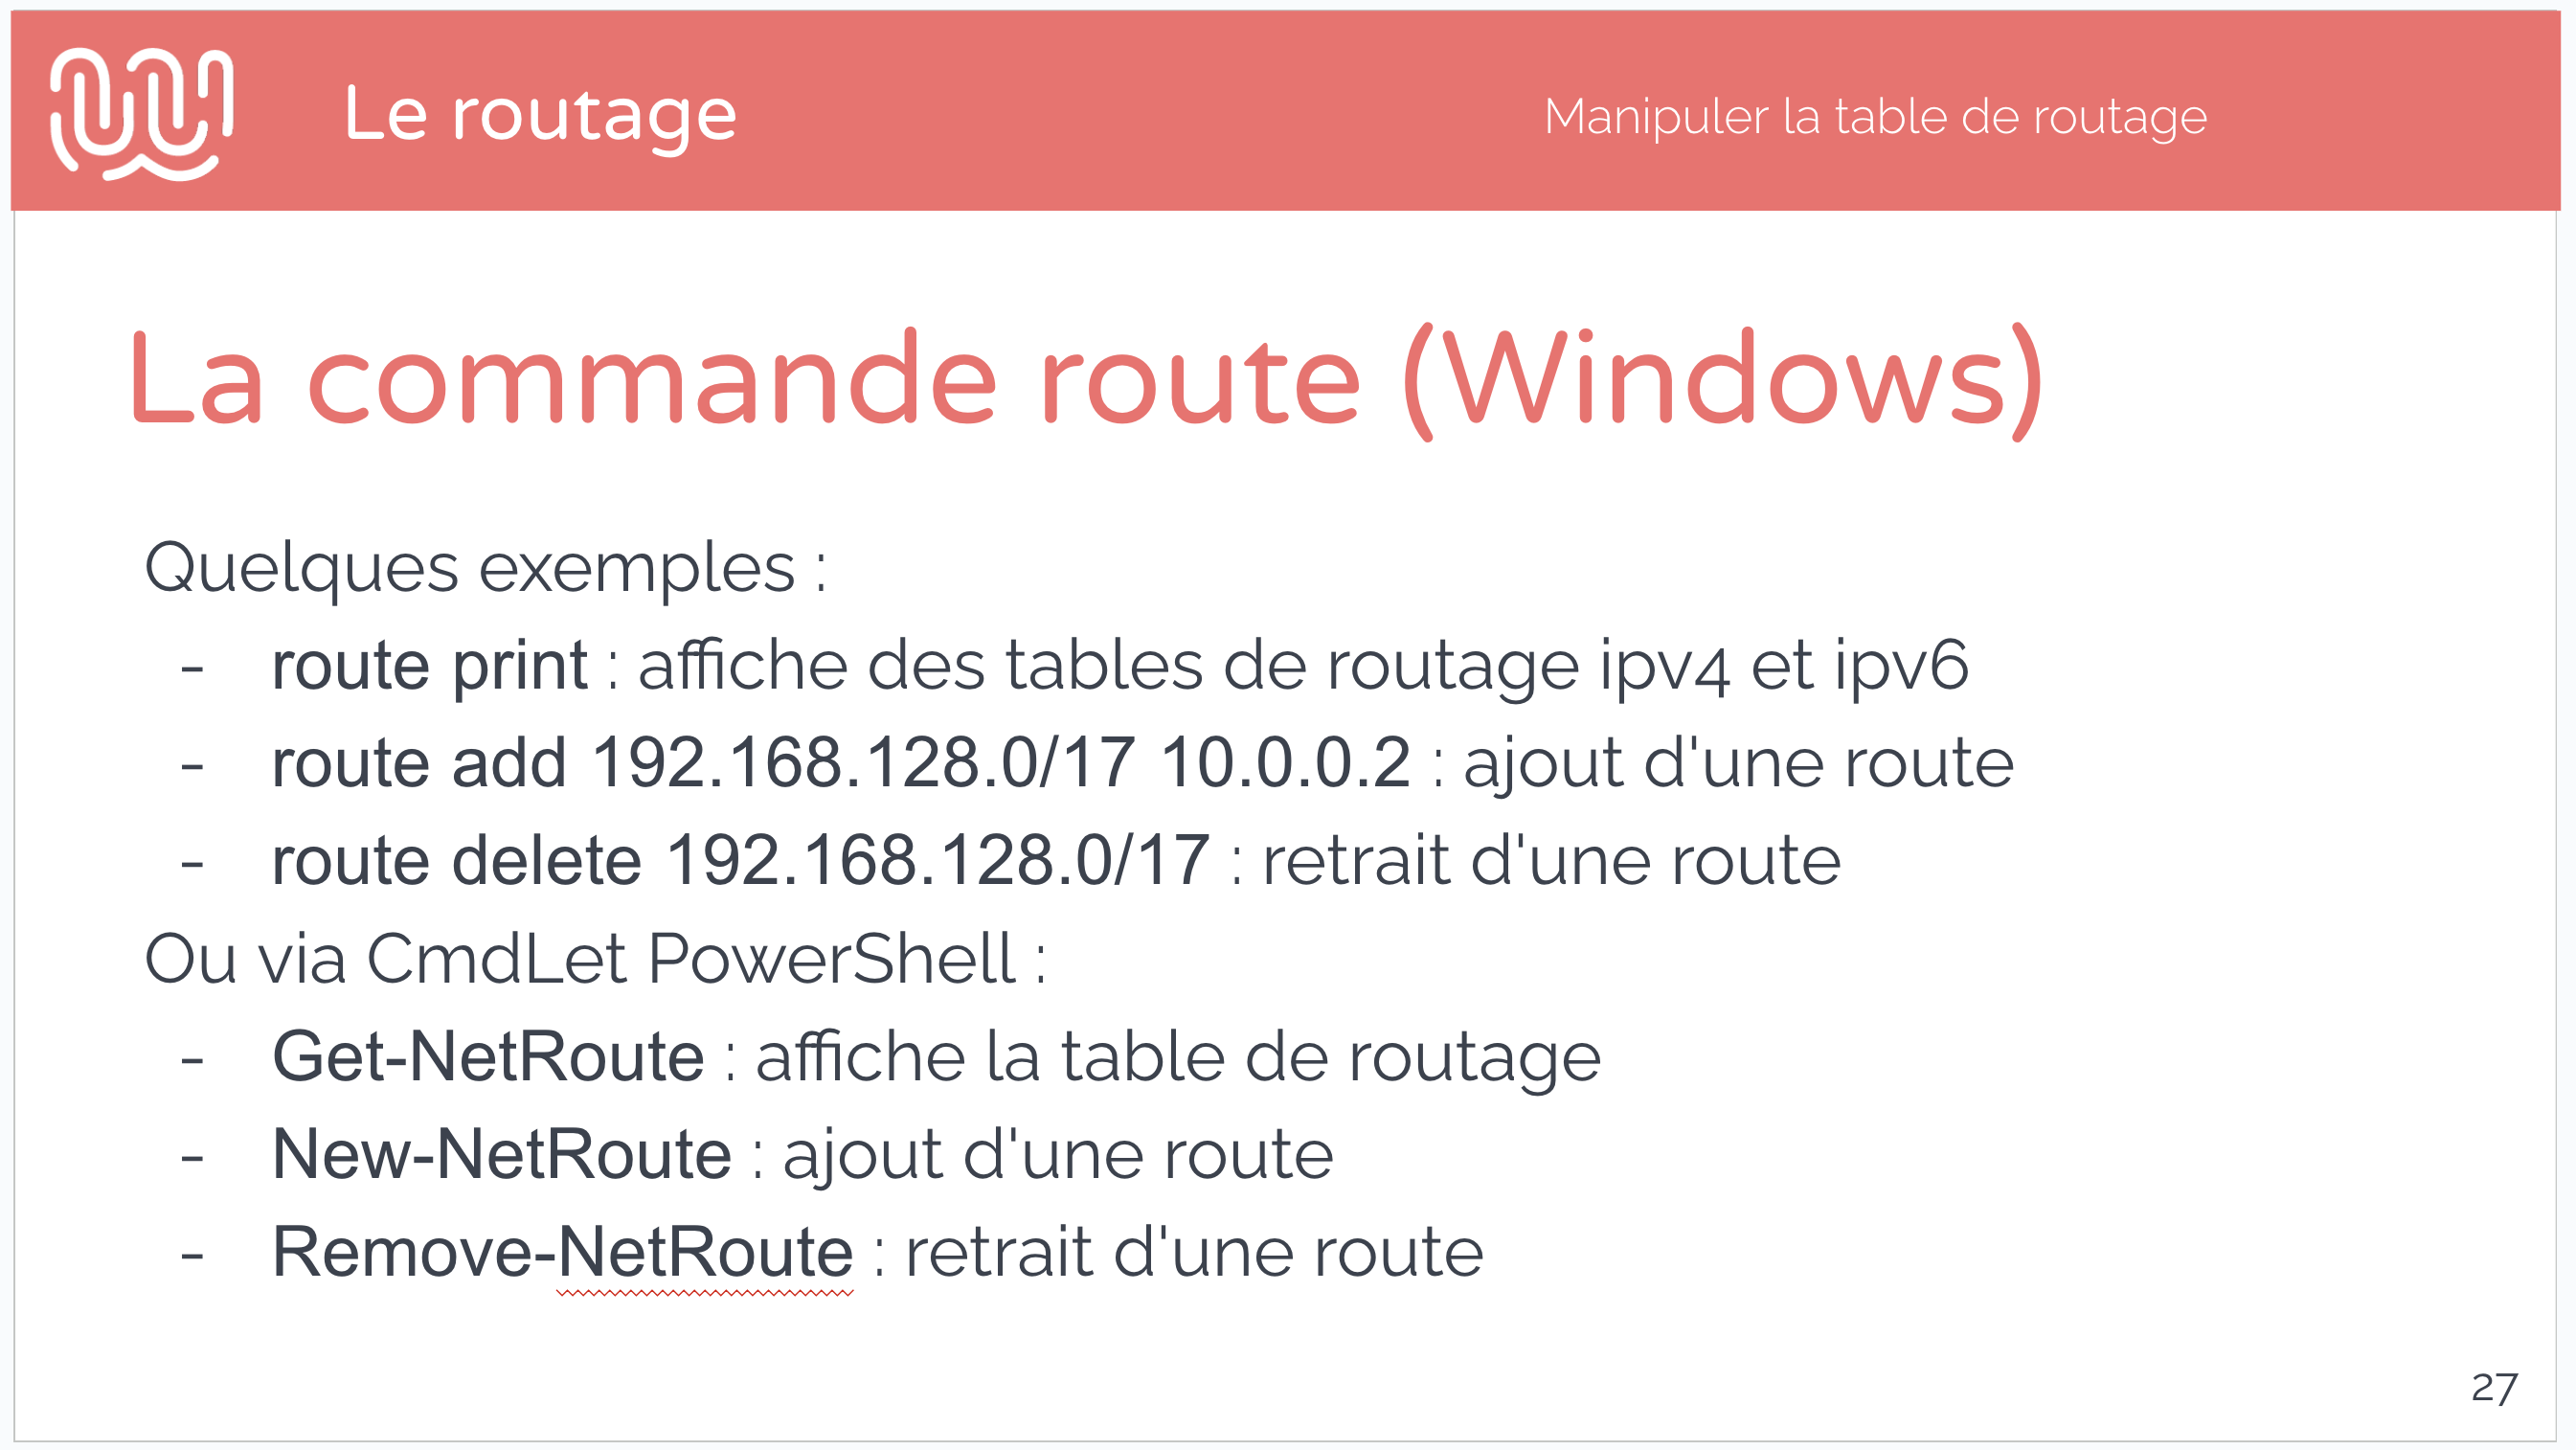 Le routage
Manipuler la table de routage
La commande route (Windows)
Quelques exemples :
- route print : affiche des tables de routage ipv4 et ipv6
- route add 192.168.128.0/17 10.0.0.2 : ajout d'une route
- route delete 192.168.128.0/17 : retrait d'une route
Ou via CmdLet PowerShell :
- Get-NetRoute : affiche la table de routage
- New-NetRoute : ajout d'une route
- Remove-NetRoute : retrait d'une route
27